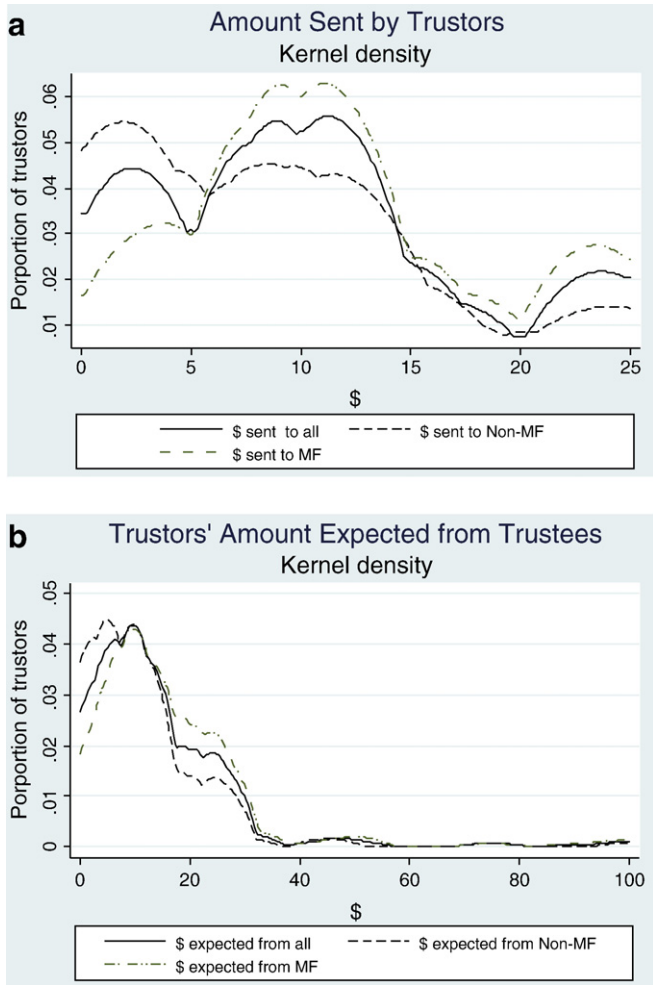 a
Amount Sent by Trustors
Kernel density
Porportion of trustors
.06
.05
.04
.03
.02
.01
0 5 10 15 20 25
$
$ sent to all $ sent to Non-MF
$ sent to MF
b
Trustors' Amount Expected from Trustees
Kernel density
Porportion of trustors
.05
.04
.03
.02
.01
0
0 20 40 60 80 100
$
$ expected from all $ expected from Non-MF
$ expected from MF